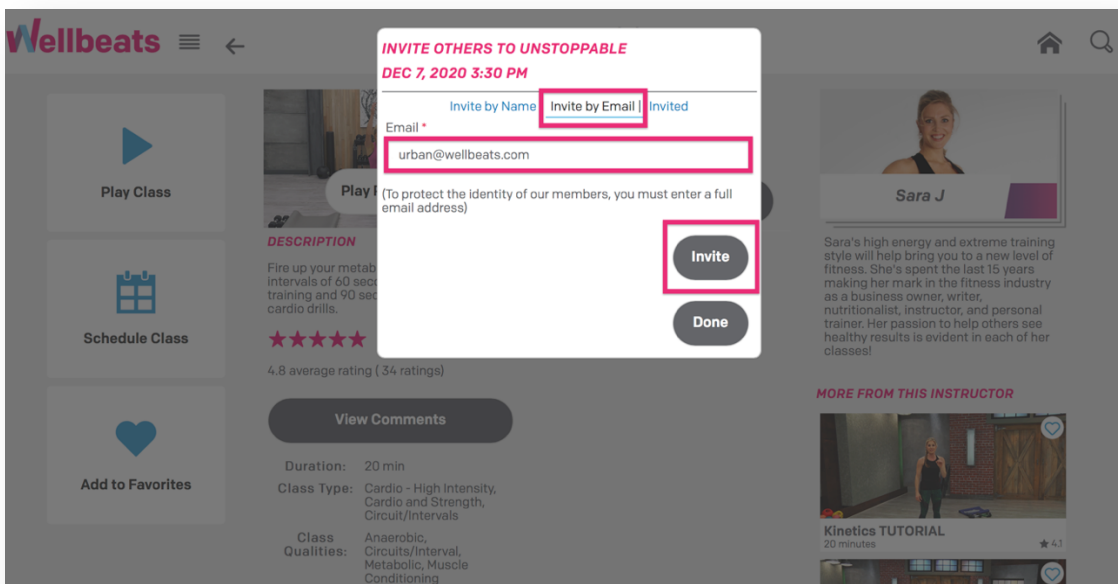 Wellbeats
INVITE OTHERS TO UNSTOPPABLE
DEC 7, 2020 3:30 PM
Invite by Name
Invite by Email |
Invited
Email *
urban@wellbeats.com
(To protect the identity of our members, you must enter a full
email address)
Invite
Done
Play Class
Schedule Class
Add to Favorites
Play
DESCRIPTION
Fire up your
intervals of 60
training and 90
cardio drills.
4.8 average rating ( 34 ratings)
View Comments
Duration: 20 min
Class Type: Cardio - High Intensity,
Cardio and Strength,
Circuit/Intervals
Class Qualities: Anaerobic,
Circuits/Interval,
Metabolic, Muscle
Conditioning
Sara J
Sara's high energy and extreme training
style will help bring you to a new level of
fitness. She's spent the last 15 years
making her mark in the fitness industry
as a business owner, writer,
nutritionalist, instructor, and personal
trainer. Her passion to help others see
healthy results is evident in each of her
classes!
MORE FROM THIS INSTRUCTOR
Kinetics TUTORIAL
20 minutes
4.1